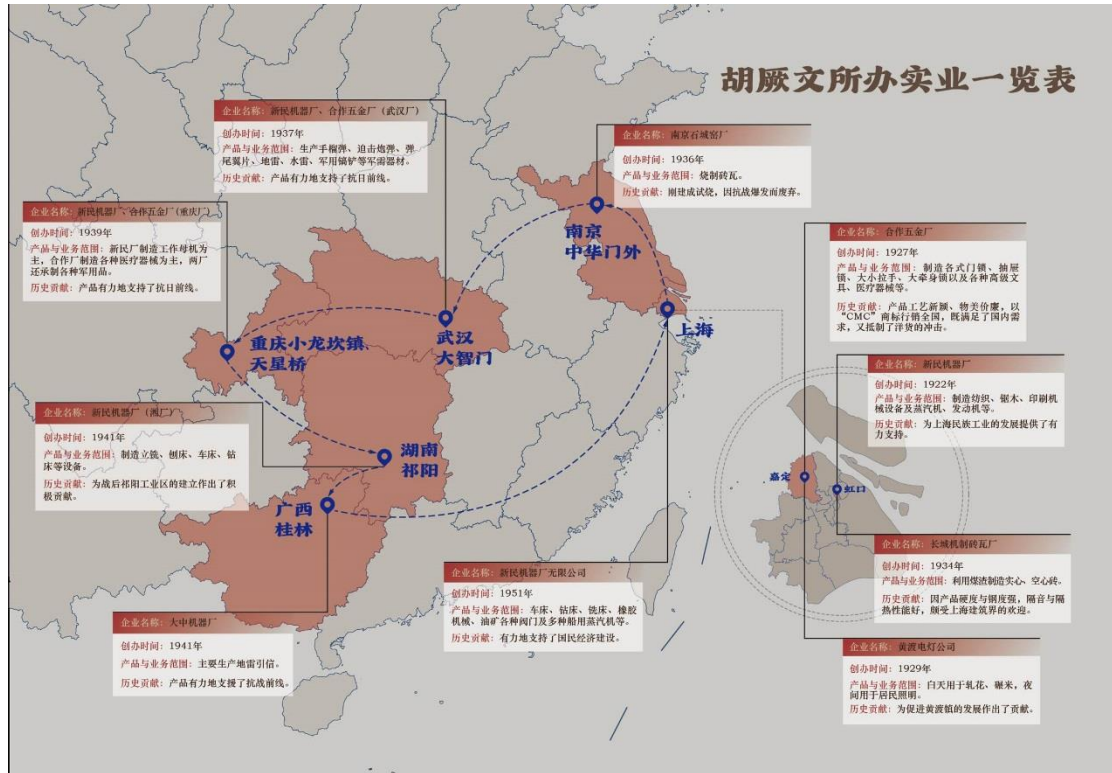 胡厥文所办实业一览表
企业名称：新民机器厂、合作五金厂（武汉厂）
创办时间：1937年
产品与业务范围：生产手榴弹、迫击炮弹、弹
尾翼片、地雷、水雷、军用镐铲等军需器材。
历史贡献：产品有力地支持了抗日前线。
企业名称：南京石城窑厂
创办时间：1936年
产品与业务范围：烧制砖瓦。
历史贡献：刚建成试烧，因抗战爆发而废弃。
企业名称：新民机器厂、合作五金厂（重庆厂）
创办时间：1939年
产品与业务范围：新民厂制造工作母机为
主，合作厂制造各种医疗器械为主，两厂
还承制各种军用品。
历史贡献：产品有力地支持了抗日前线。
企业名称：合作五金厂
创办时间：1927年
产品与业务范围：制造各式门锁、抽屉
锁、大小拉手、大牵身锁以及各种高级文
具、医疗器械等。
历史贡献：产品工艺新颖、物美价廉，以
“CMC”商标行销全国，既满足了国内需
求，又抵制了洋货的冲击。
南京
中华门外
上海
武汉
大智门
重庆小龙坎镇、
天星桥
湖南
祁阳
广西
桂林
企业名称：新民机器厂
创办时间：1922年
产品与业务范围：制造纺织、锯木、印刷机
械设备及蒸汽机、发动机等。
历史贡献：为上海民族工业的发展提供了有
力支持。
企业名称：新民机器厂（湘厂）
创办时间：1941年
产品与业务范围：制造立铣、刨床、车床、钻
床等设备。
历史贡献：为战后祁阳工业区的建立作出了积
极贡献。
嘉定
虹口
企业名称：长城机制砖瓦厂
创办时间：1934年
产品与业务范围：利用煤渣制造实心、空心砖。
历史贡献：因产品硬度与钢度强，隔音与隔
热性能好，颇受上海建筑界的欢迎。
企业名称：新民机器厂无限公司
创办时间：1951年
产品与业务范围：车床、钻床、铣床、橡胶
机械、油矿各种阀门及多种船用蒸汽机等。
历史贡献：有力地支持了国民经济建设。
企业名称：大中机器厂
创办时间：1941年
产品与业务范围：主要生产地雷引信。
历史贡献：产品有力地支援了抗战前线。
企业名称：黄渡电灯公司
创办时间：1929年
产品与业务范围：白天用于轧花、碾米，夜
间用于居民照明。
历史贡献：为促进黄渡镇的发展作出了贡献。